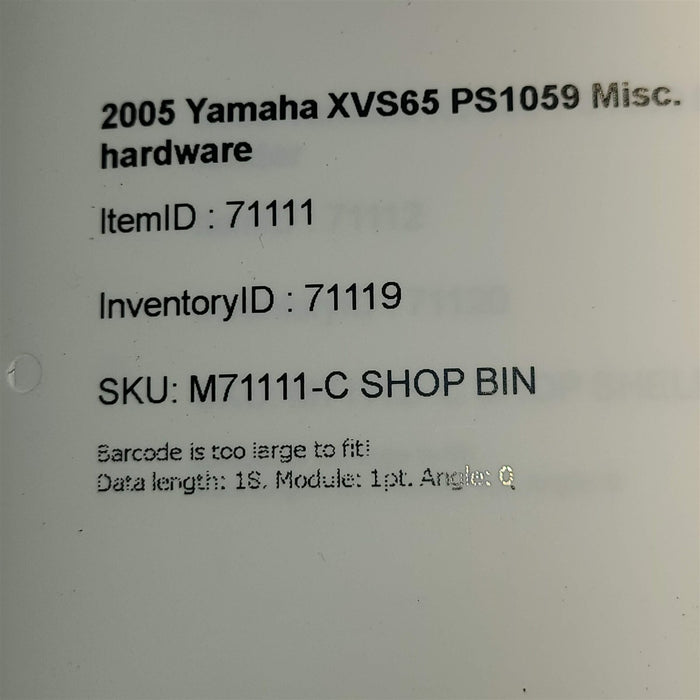 2005 Yamaha XVS65 PS1059 Misc.
hardware
ItemID : 71111
InventoryID : 71119
SKU: M71111-C SHOP BIN
Barcode is too large to fit!
Data length: 18, Module: 1pt. Angle: 0